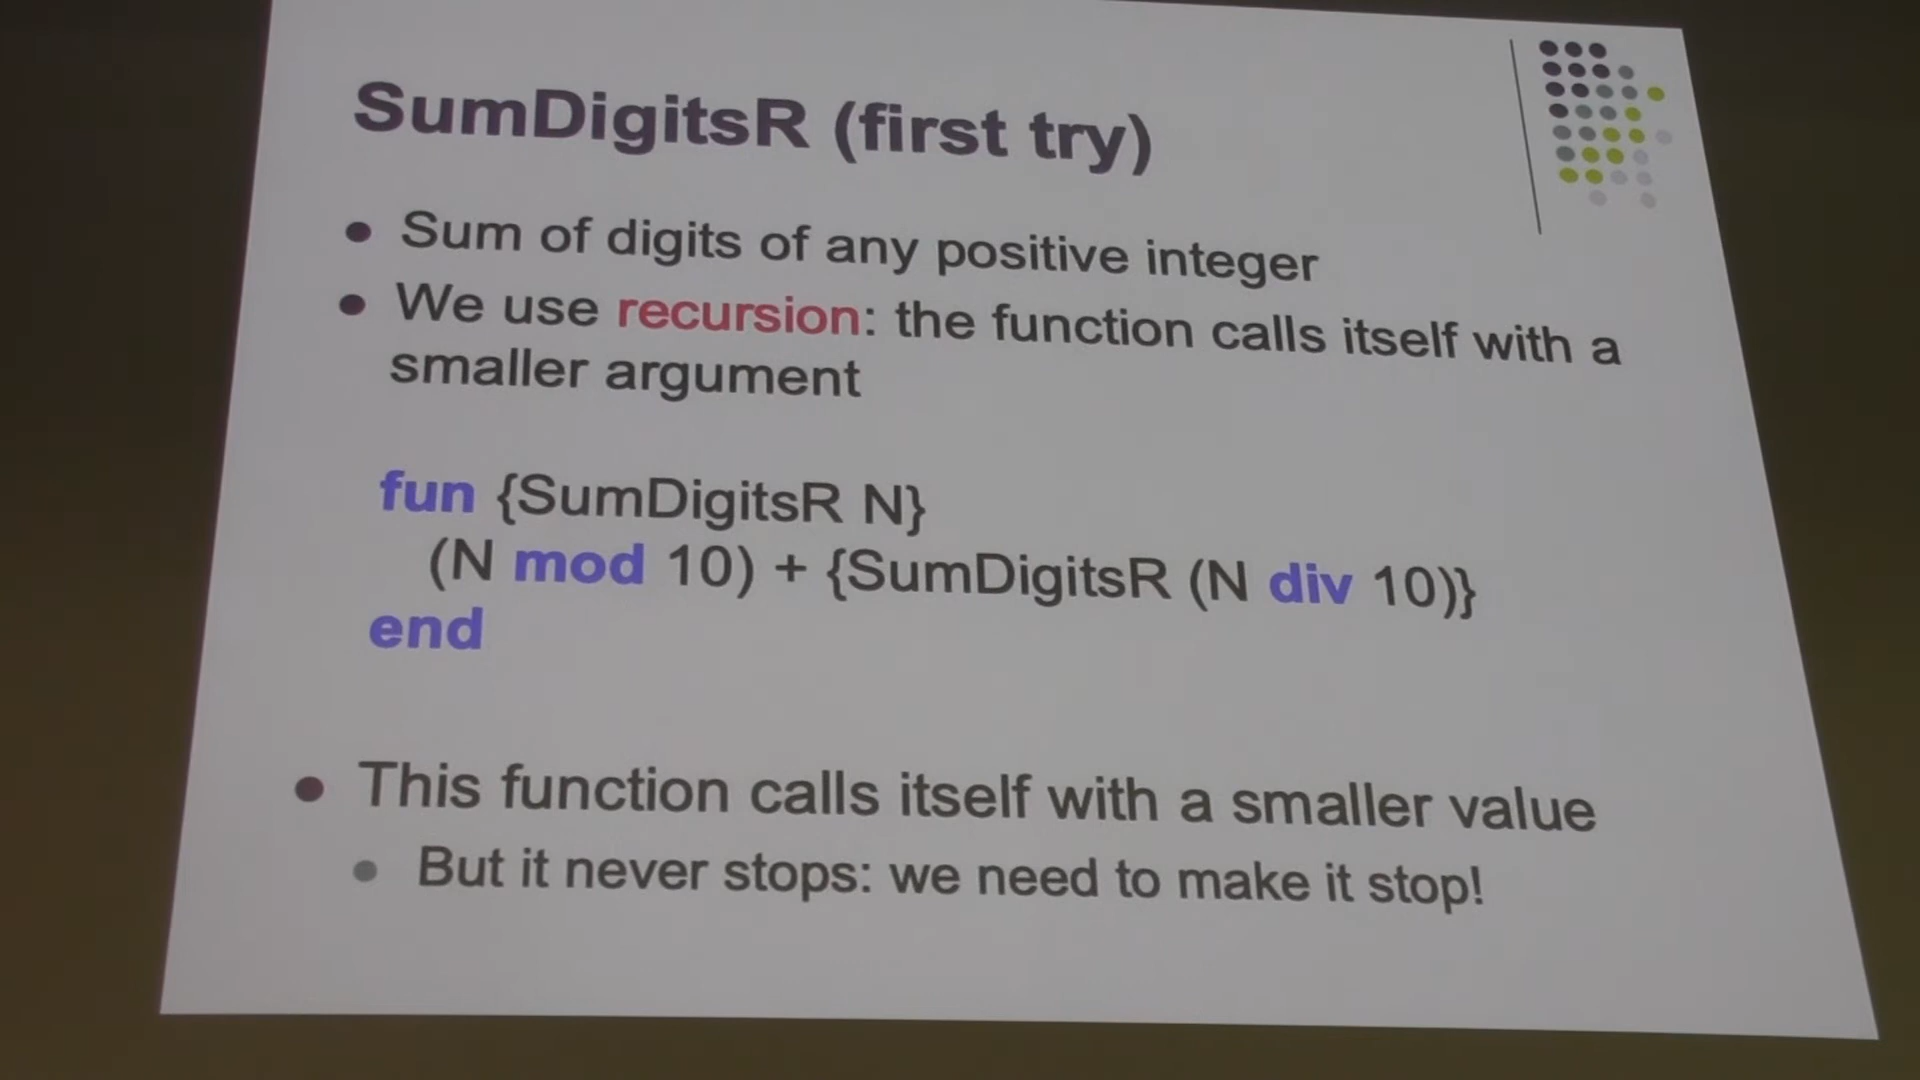 SumDigitsR (first try)
Sum of digits of any positive integer
We use recursion: the function calls itself with a
smaller argument
fun {SumDigitsR N}
(N mod 10) + {SumDigitsR (N div 10)}
end
This function calls itself with a smaller value
But it never stops: we need to make it stop!